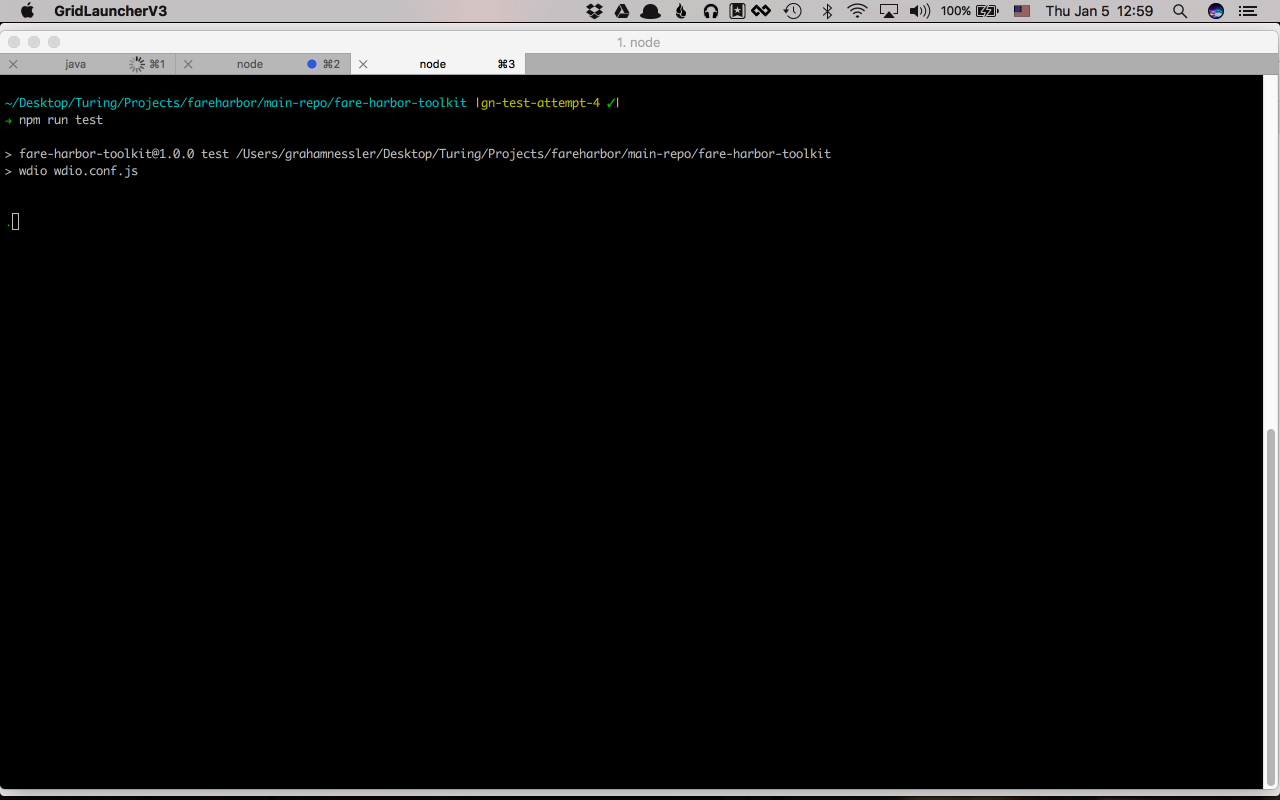 GridLauncherV3 100% Thu Jan 5 12:59
1. node
java ⌘1 node ⌘2 node ⌘3
~/Desktop/Turing/Projects/fareharbor/main-repo/fare-harbor-toolkit |gn-test-attempt-4 ✓|
→ npm run test
> fare-harbor-toolkit@1.0.0 test /Users/grahamnessler/Desktop/Turing/Projects/fareharbor/main-repo/fare-harbor-toolkit
> wdio wdio.conf.js
.